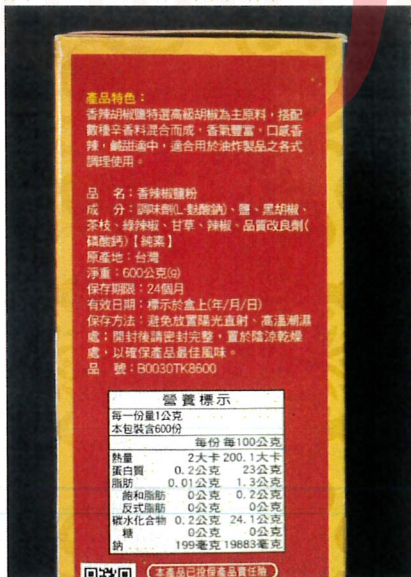 產品特色：
香辣胡椒鹽特選高級胡椒為主原料，搭配
數種辛香料混合而成，香氣豐富，口感香
辣，鹹甜適中，適合用於油炸製品之各式
調理使用。
品　名：香辣椒鹽粉
成　分：調味劑(L-麩酸鈉)、鹽、黑胡椒、
茶枝、綠辣椒、甘草、辣椒、品質改良劑(
磷酸鈣)【純素】
原產地：台灣
淨重：600公克(g)
保存期限：24個月
有效日期：標示於盒上(年/月/日)
保存方法：避免放置陽光直射、高溫潮濕
處；開封後請密封完整，置於陰涼乾燥
處，以確保產品最佳風味。
品　號：B0030TK8600
營養標示
每一份量1公克
本包裝含600份
每份 每100公克
熱量 2大卡 200.1大卡
蛋白質 0.2公克 23公克
脂肪 0.01公克 1.3公克
飽和脂肪 0公克 0.2公克
反式脂肪 0公克 0公克
碳水化合物 0.2公克 24.1公克
糖 0公克 0公克
鈉 199毫克 19883毫克
本產品已投保產品責任險